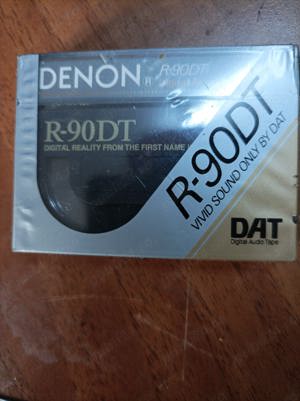 DENON
R-90DT
R-90DT
DIGITAL REALITY FROM THE FIRST NAME
R-90DT
VIVID SOUND ONLY BY DAT
DAT
Digital Audio Tape